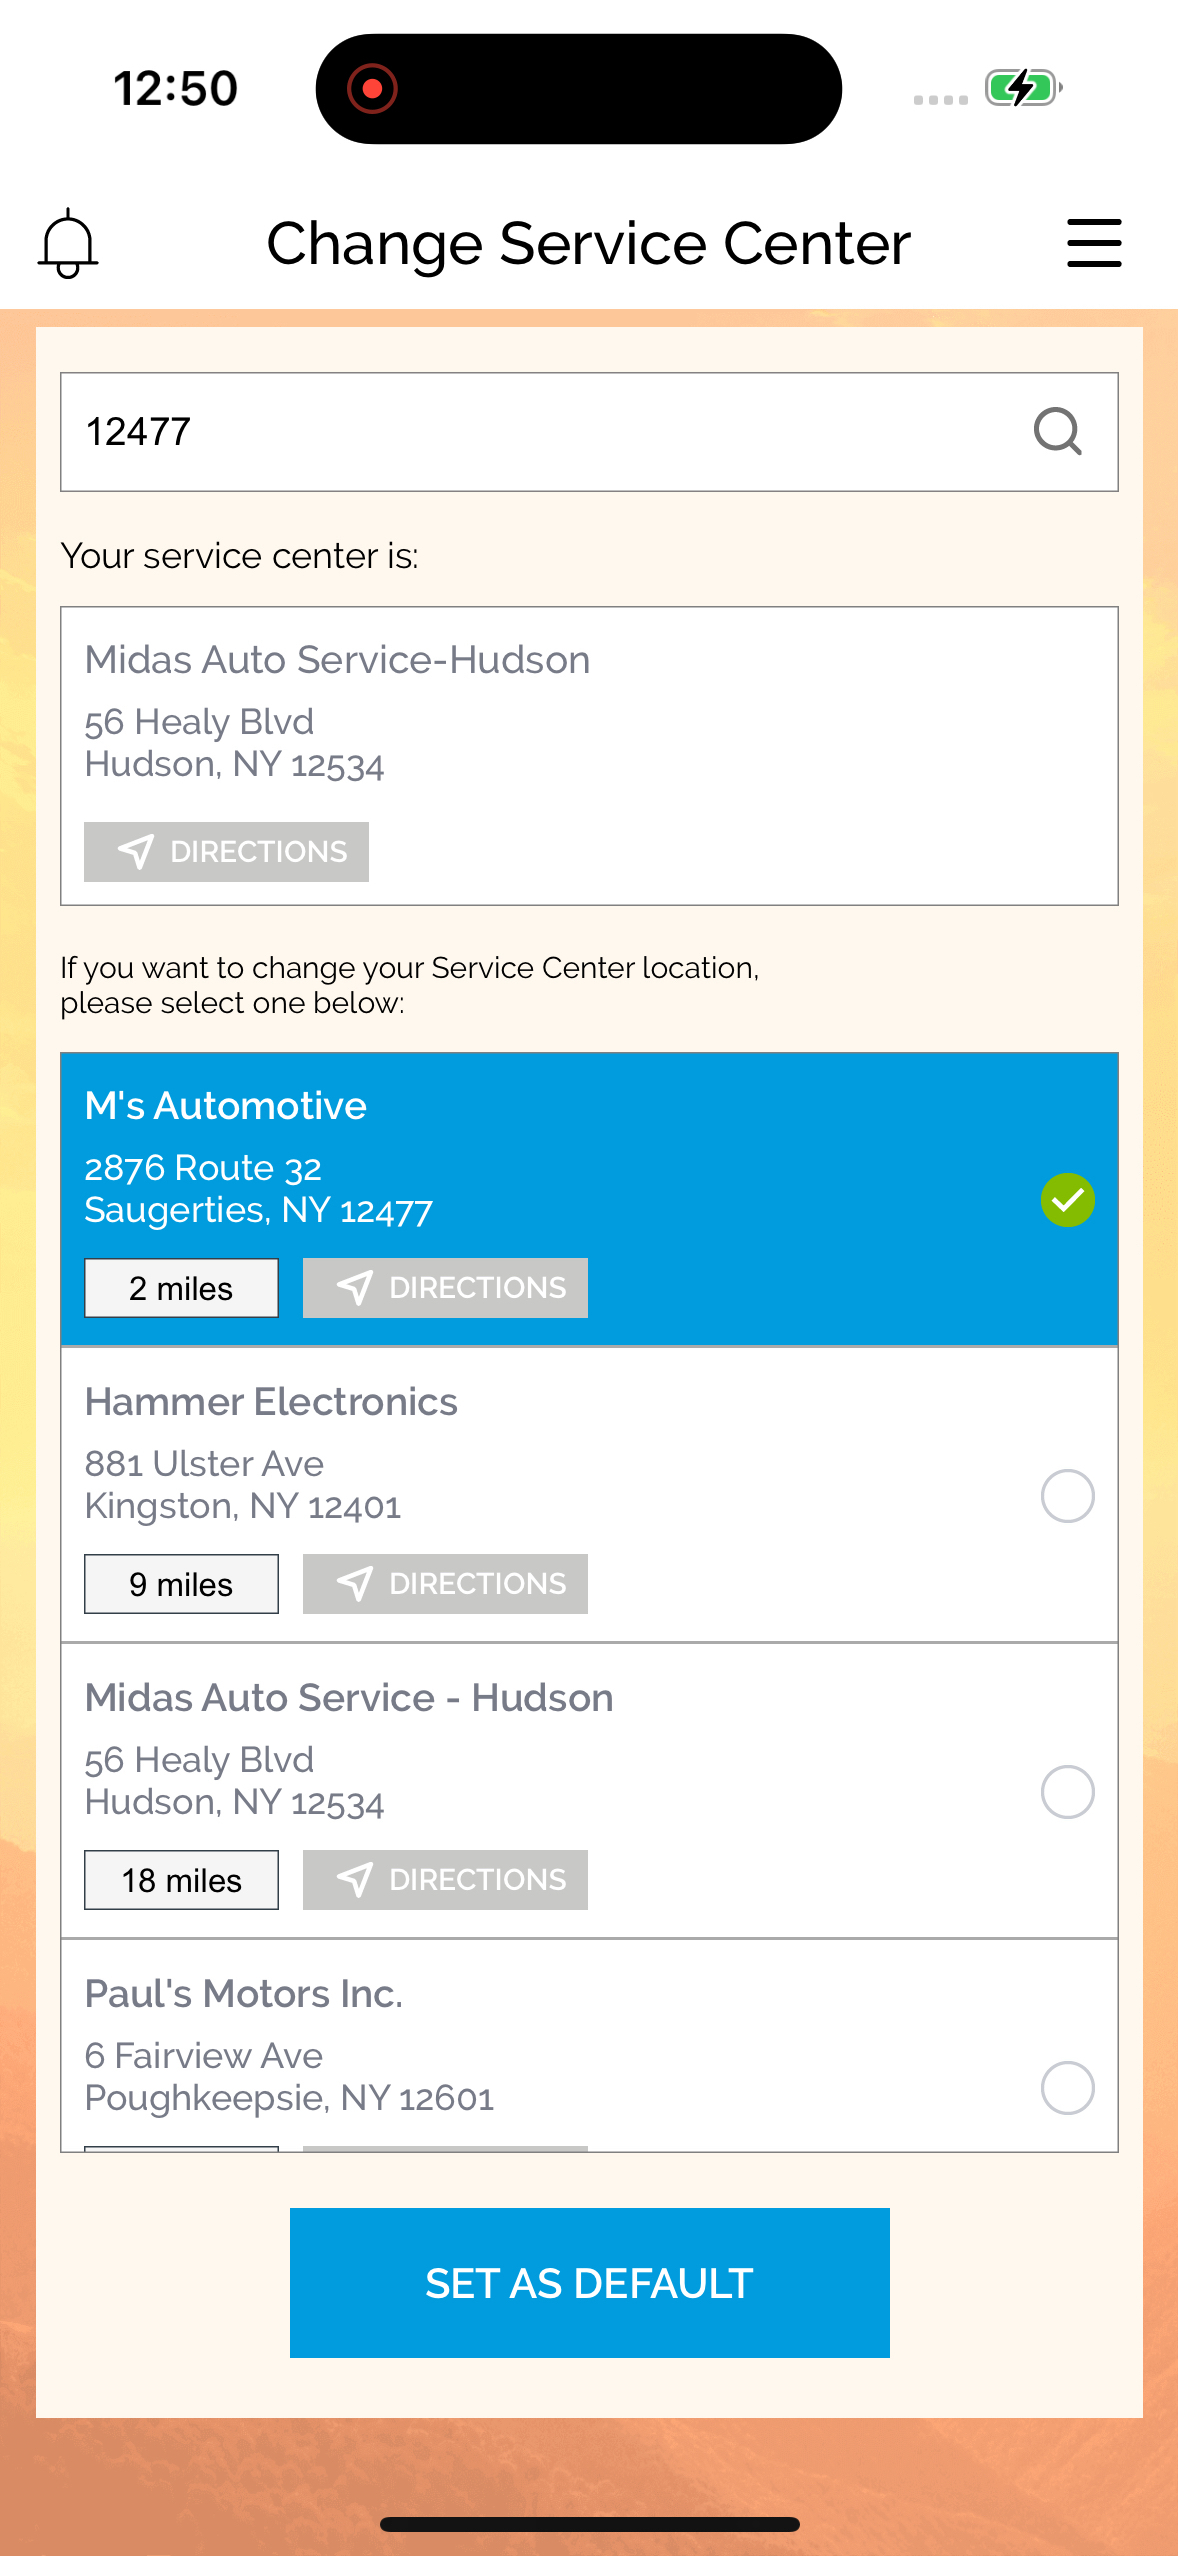 12:50
Change Service Center
12477
Your service center is:
Midas Auto Service-Hudson
56 Healy Blvd
Hudson, NY 12534
DIRECTIONS
If you want to change your Service Center location,
please select one below:
M's Automotive
2876 Route 32
Saugerties, NY 12477
2 miles
DIRECTIONS
Hammer Electronics
881 Ulster Ave
Kingston, NY 12401
9 miles
DIRECTIONS
Midas Auto Service - Hudson
56 Healy Blvd
Hudson, NY 12534
18 miles
DIRECTIONS
Paul's Motors Inc.
6 Fairview Ave
Poughkeepsie, NY 12601
SET AS DEFAULT